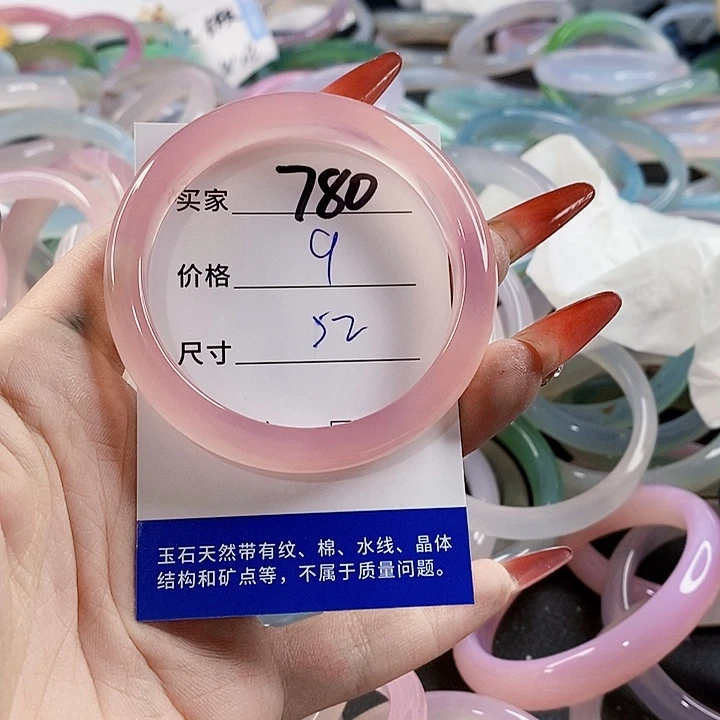 买家 780
价格 9
尺寸 52
玉石天然带有纹、棉、水线、晶体
结构和矿点等，不属于质量问题。